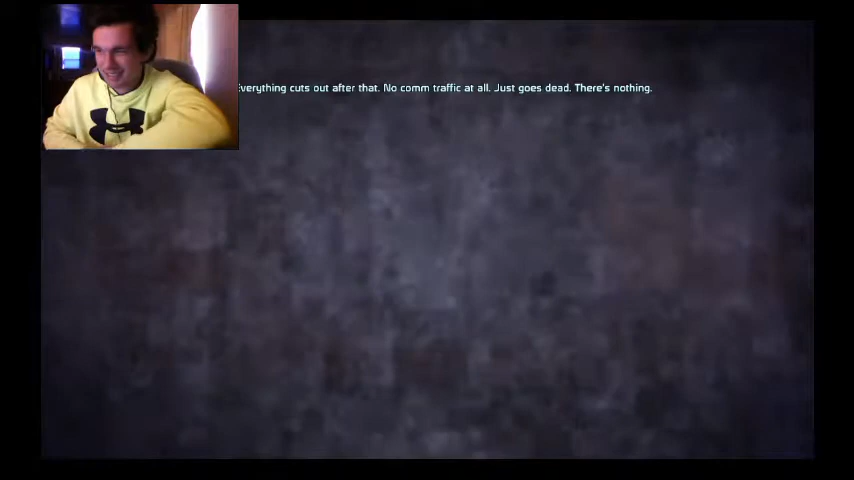 Everything cuts out after that. No comm traffic at all. Just goes dead. There's nothing.